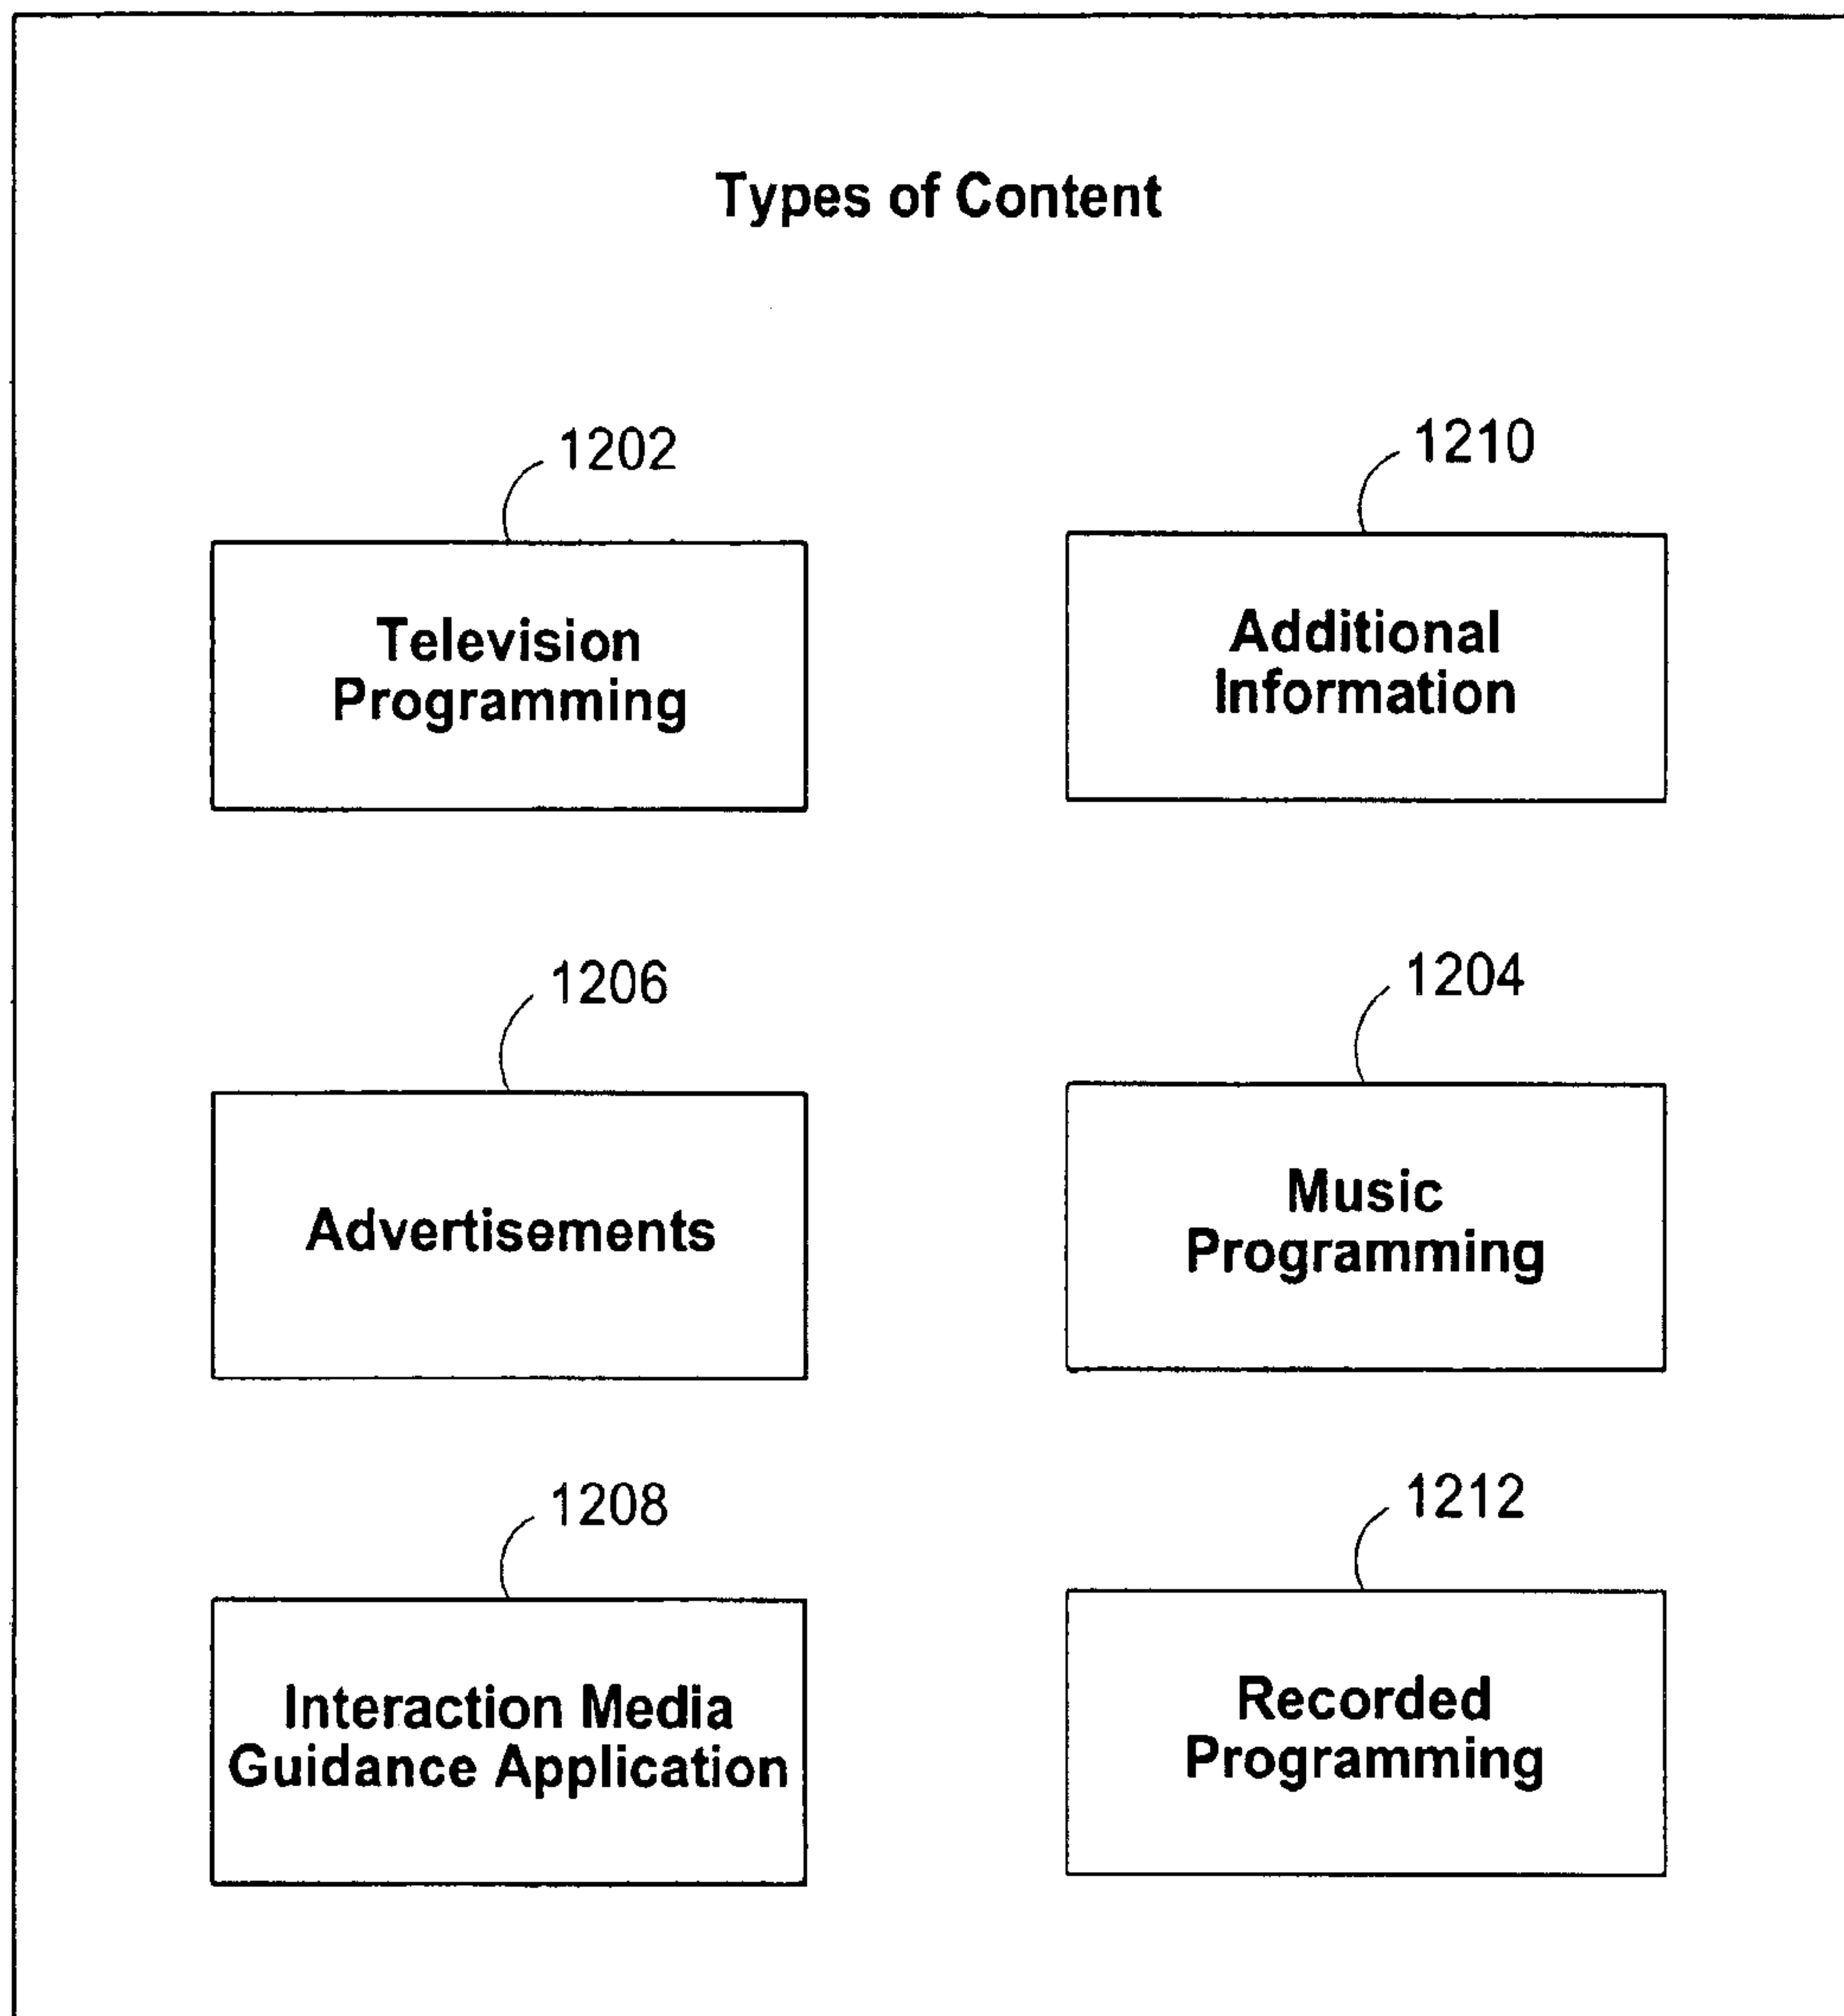 Types of Content
1202
Television
Programming
1210
Additional
Information
1206
Advertisements
1204
Music
Programming
1208
Interaction Media
Guidance Application
1212
Recorded
Programming